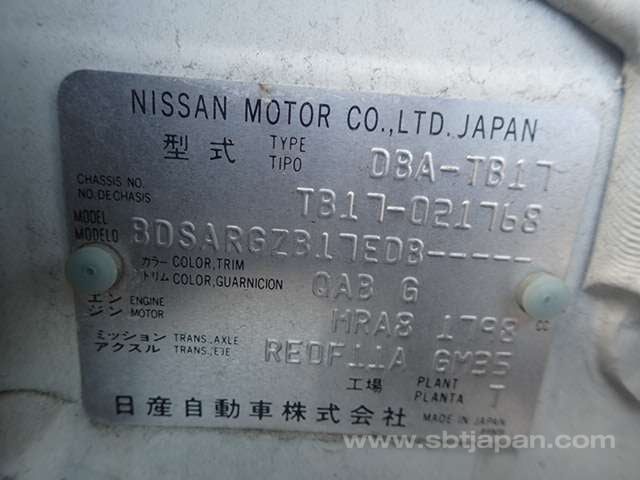 NISSAN MOTOR CO.,LTD.JAPAN
型式 TYPE TIPO DBA-TB17
CHASSIS NO. NO.DECHASIS TB17-021768
MODEL MODELO BDSARGZB17EDB-----
カラー COLOR,TRIM
トリム COLOR,GUARNICION QAB G
エンジン ENGINE MOTOR MRA8 1798 CC
ミッション TRANS.,AXLE
アクスル TRANS.,EJE RE0F11A GM35
工場 PLANT PLANTA T
日産自動車株式会社 MADE IN JAPAN
www.sbtjapan.com